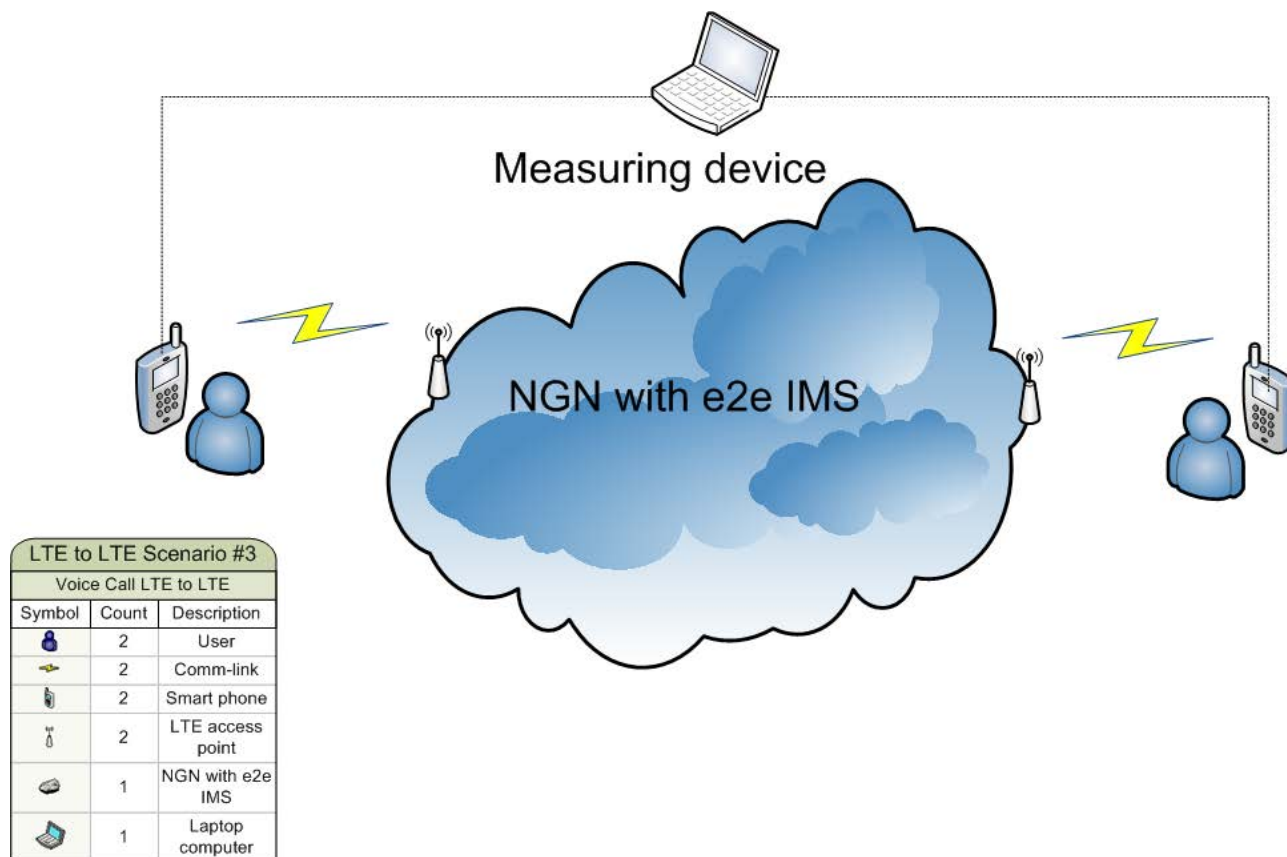 Measuring device
NGN with e2e IMS
LTE to LTE Scenario #3
Voice Call LTE to LTE
Symbol Count Description
2 User
2 Comm-link
2 Smart phone
2 LTE access
point
1 NGN with e2e
IMS
1 Laptop
computer